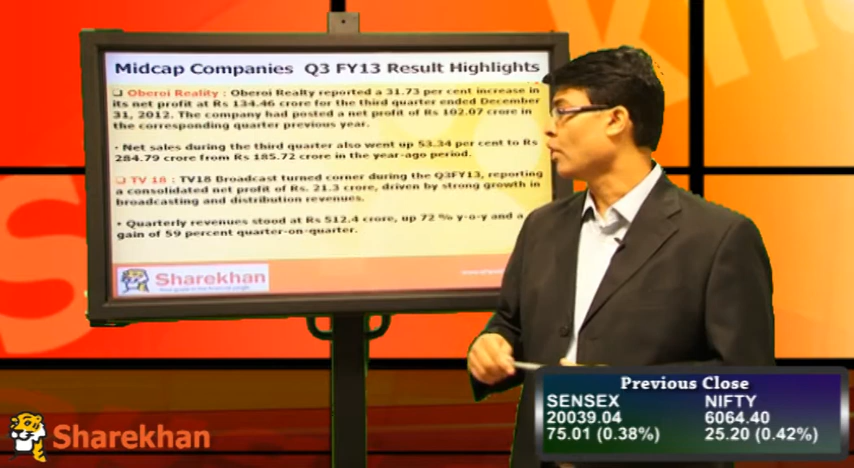 Midcap Companies Q3 FY13 Result Highlights
❑ Oberoi Reality : Oberoi Realty reported a 31.73 per cent increase in
its net profit at Rs 134.46 crore for the third quarter ended December
31, 2012. The company had posted a net profit of Rs 102.07 crore in
the corresponding quarter previous year.
• Net sales during the third quarter also went up 53.34 per cent to Rs
284.79 crore from Rs 185.72 crore in the year-ago period.
❑ TV 18 : TV18 Broadcast turned corner during the Q3FY13, reporting
a consolidated net profit of Rs. 21.3 crore, driven by strong growth in
broadcasting and distribution revenues.
• Quarterly revenues stood at Rs 512.4 crore, up 72 % y-o-y and a
gain of 59 percent quarter-on-quarter.
Sharekhan
Previous Close
SENSEX NIFTY
20039.04 6064.40
75.01 (0.38%) 25.20 (0.42%)
Sharekhan